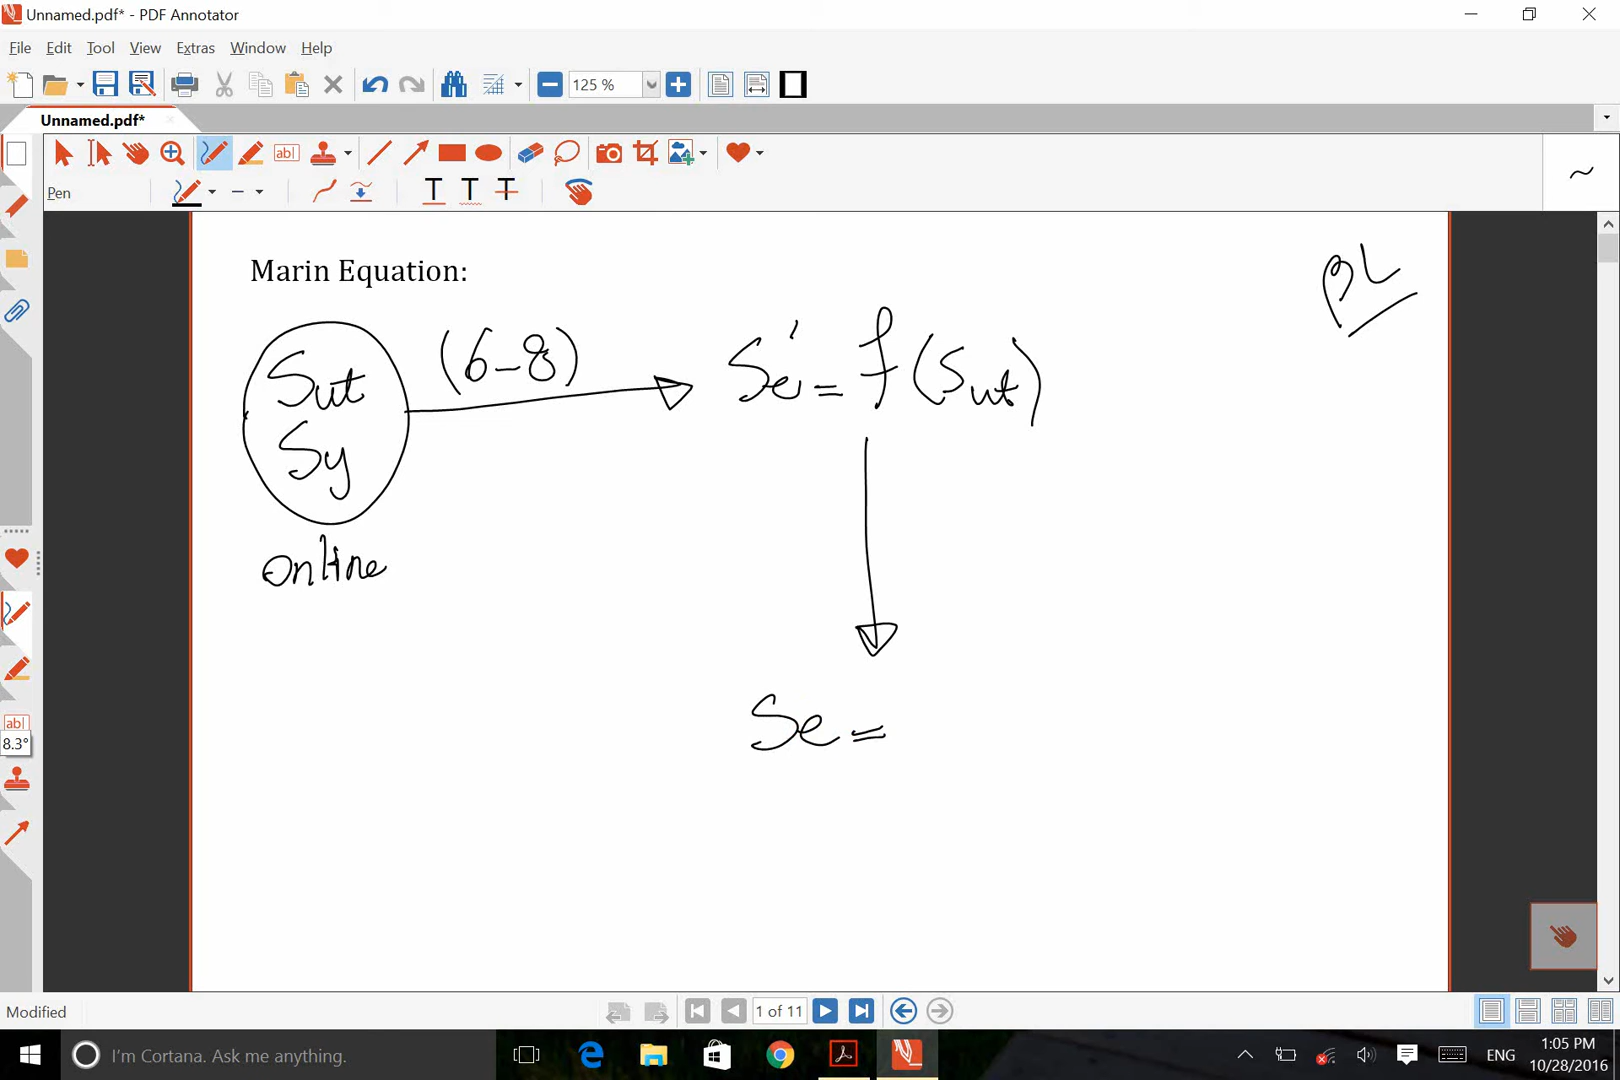 Unnamed.pdf* - PDF Annotator
File Edit Tool View Extras Window Help
125 %
Unnamed.pdf*
ab|
Pen
T T T
Marin Equation:
Sut
Sy
online
(6-8)
Se' = f(Sut)
Se =
ab|
8.3°
Modified
1 of 11
I'm Cortana. Ask me anything.
ENG
1:05 PM
10/28/2016